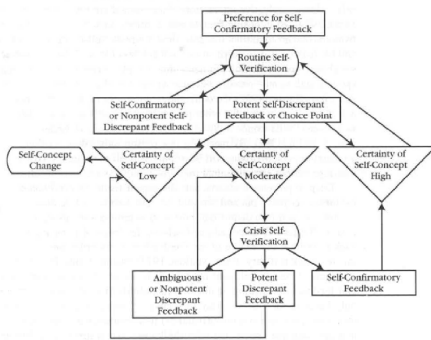 Preference for Self-
Confirmatory Feedback
Routine Self-
Verification
Self-Confirmatory
or Nonpotent Self-
Discrepant Feedback
Potent Self-Discrepant
Feedback or Choice Point
Self-Concept
Change
Certainty of
Self-Concept
Low
Certainty of
Self-Concept
Moderate
Certainty of
Self-Concept
High
Crisis Self-
Verification
Ambiguous
or Nonpotent
Discrepant
Feedback
Potent
Discrepant
Feedback
Self-Confirmatory
Feedback